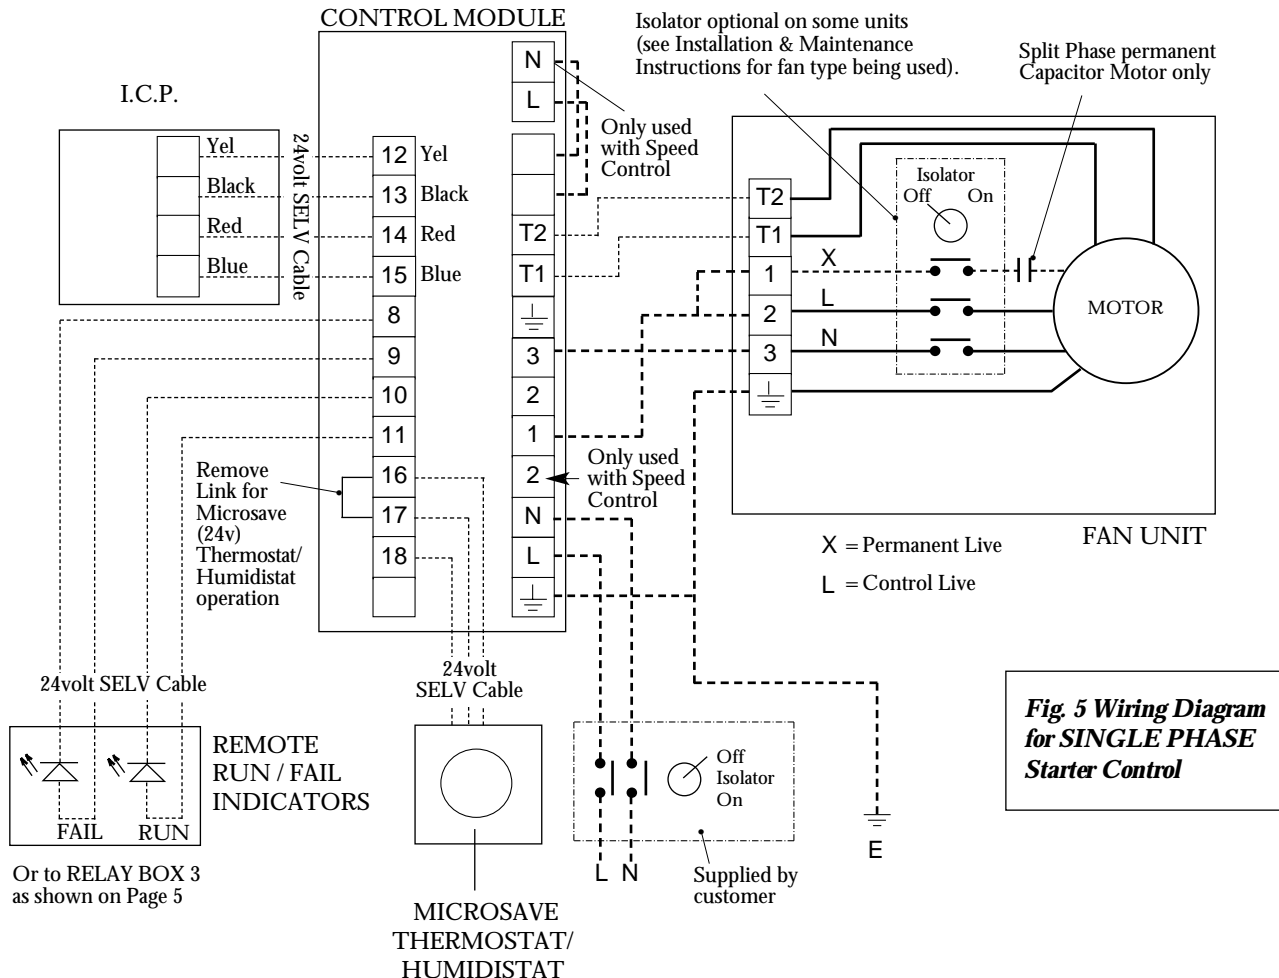 CONTROL MODULE
Isolator optional on some units
(see Installation & Maintenance
Instructions for fan type being used).
Split Phase permanent
Capacitor Motor only
I.C.P.
Yel
Black
Red
Blue
24volt SELV Cable
12 Yel
13 Black
14 Red
15 Blue
8
9
10
11
16
17
18
N
L
T2
T1
3
2
1
2
N
L
Only used
with Speed
Control
Only used
with Speed
Control
Remove
Link for
Microsave
(24v)
Thermostat/
Humidistat
operation
T2
T1
1
2
3
X
L
N
Isolator
Off On
MOTOR
FAN UNIT
X = Permanent Live
L = Control Live
24volt SELV Cable
FAIL RUN
REMOTE
RUN / FAIL
INDICATORS
Or to RELAY BOX 3
as shown on Page 5
24volt
SELV Cable
MICROSAVE
THERMOSTAT/
HUMIDISTAT
Off
Isolator
On
L N
Supplied by
customer
E
Fig. 5 Wiring Diagram
for SINGLE PHASE
Starter Control